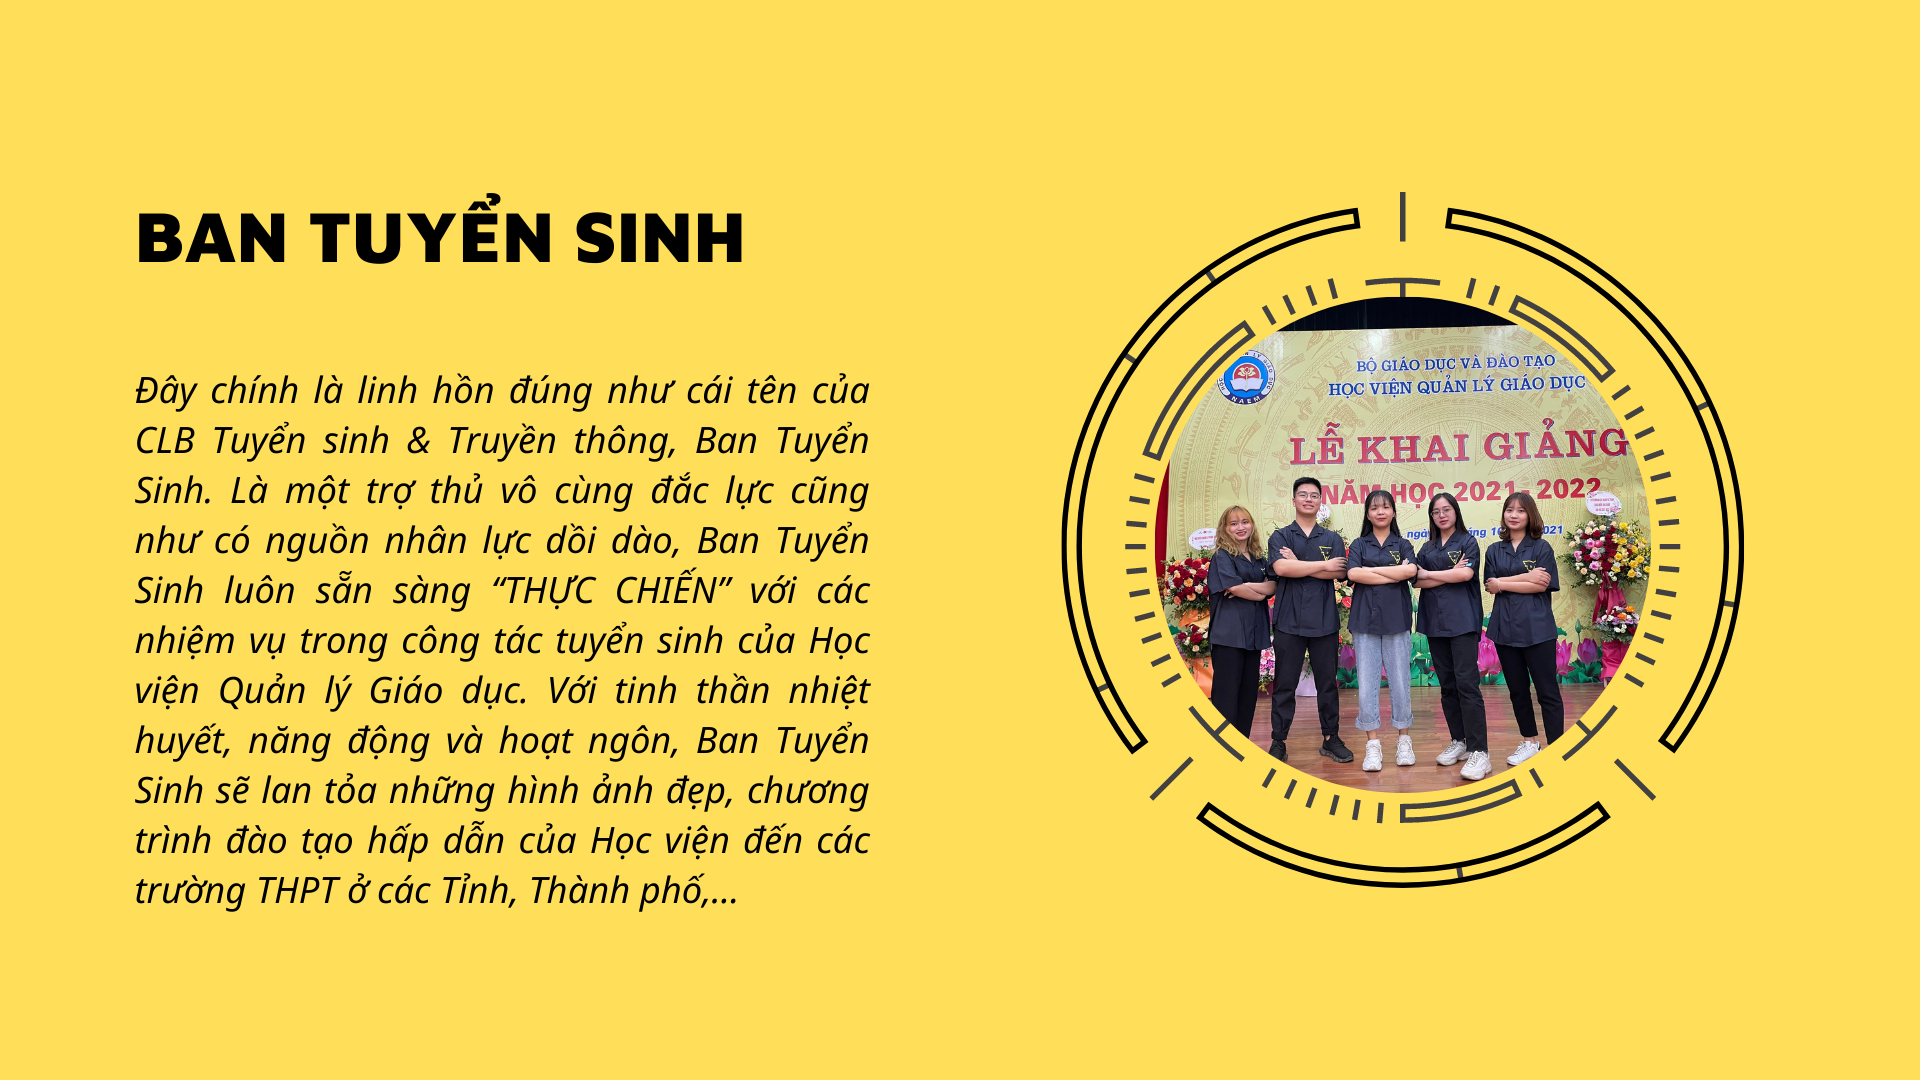 BAN TUYỂN SINH
Đây chính là linh hồn đúng như cái tên của
CLB Tuyển sinh & Truyền thông, Ban Tuyển
Sinh. Là một trợ thủ vô cùng đắc lực cũng
như có nguồn nhân lực dồi dào, Ban Tuyển
Sinh luôn sẵn sàng “THỰC CHIẾN” với các
nhiệm vụ trong công tác tuyển sinh của Học
viện Quản lý Giáo dục. Với tinh thần nhiệt
huyết, năng động và hoạt ngôn, Ban Tuyển
Sinh sẽ lan tỏa những hình ảnh đẹp, chương
trình đào tạo hấp dẫn của Học viện đến các
trường THPT ở các Tỉnh, Thành phố,...
BỘ GIÁO DỤC VÀ ĐÀO TẠO
HỌC VIỆN QUẢN LÝ GIÁO DỤC
NAEM
LỄ KHAI GIẢNG
NĂM HỌC 2021-2022
2021